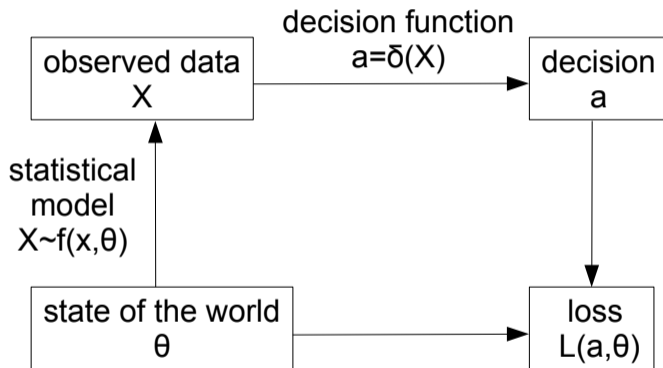 decision function
a=δ(X)
observed data
X
decision
a
statistical
model
X~f(x,θ)
state of the world
θ
loss
L(a,θ)